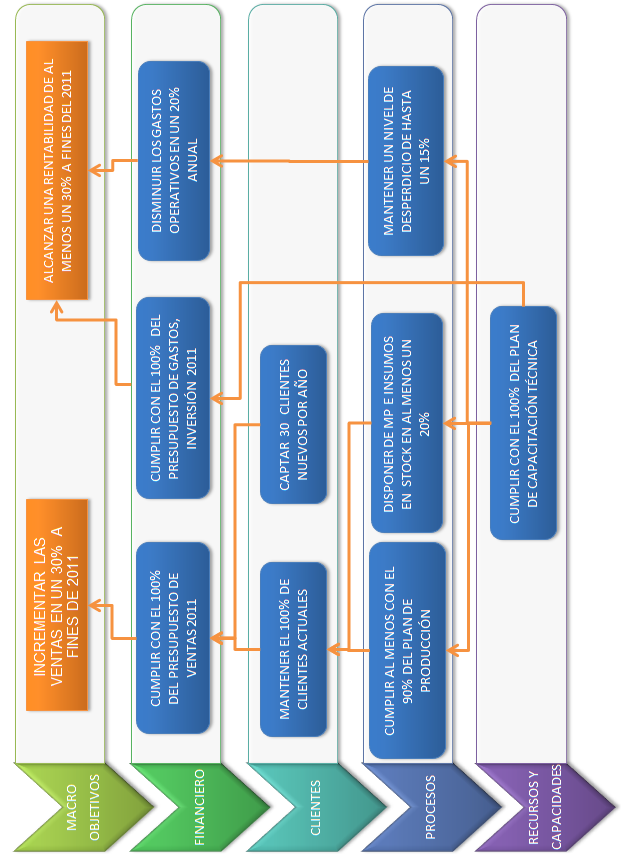 MACRO
OBJETIVOS
INCREMENTAR LAS
VENTAS EN UN 30% A
FINES DE 2011
ALCANZAR UNA RENTABILIDAD DE AL
MENOS UN 30% A FINES DEL 2011
FINANCIERO
CUMPLIR CON EL 100%
DEL PRESUPUESTO DE
VENTAS 2011
CUMPLIR CON EL 100% DEL
PRESUPUESTO DE GASTOS,
INVERSIÓN 2011
DISMINUIR LOS GASTOS
OPERATIVOS EN UN 20%
ANUAL
CLIENTES
MANTENER EL 100% DE
CLIENTES ACTUALES
CAPTAR 30 CLIENTES
NUEVOS POR AÑO
PROCESOS
CUMPLIR AL MENOS CON EL
90% DEL PLAN DE
PRODUCCIÓN
DISPONER DE MP E INSUMOS
EN STOCK EN AL MENOS UN
20%
MANTENER UN NIVEL DE
DESPERDICIO DE HASTA
UN 15%
RECURSOS Y
CAPACIDADES
CUMPLIR CON EL 100% DEL PLAN
DE CAPACITACIÓN TÉCNICA